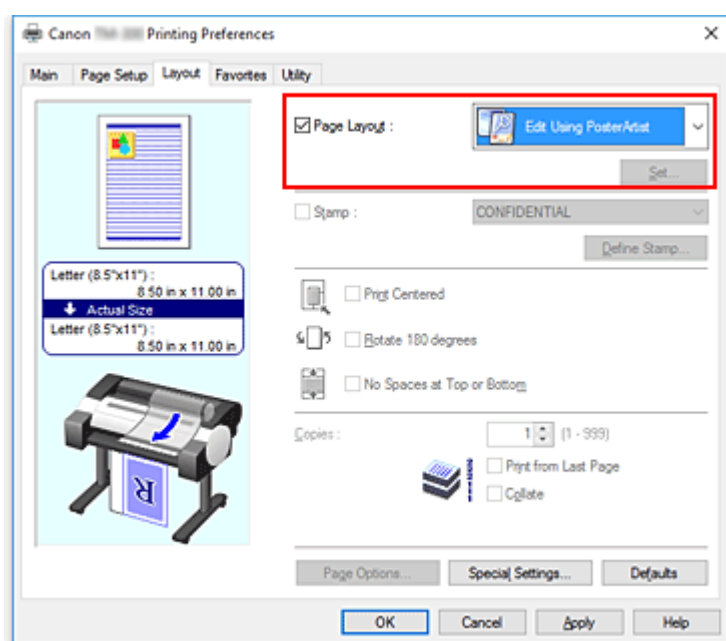 Canon Printing Preferences
Main Page Setup Layout Favorites Utility
Page Layout : Edit Using PosterArtist
Set...
Stamp : CONFIDENTIAL
Define Stamp...
Letter (8.5"x11") :
8.50 in x 11.00 in
Actual Size
Letter (8.5"x11") :
8.50 in x 11.00 in
R
Print Centered
Rotate 180 degrees
No Spaces at Top or Bottom
Copies : 1 (1 - 999)
Print from Last Page
Collate
Page Options... Special Settings... Defaults
OK Cancel Apply Help